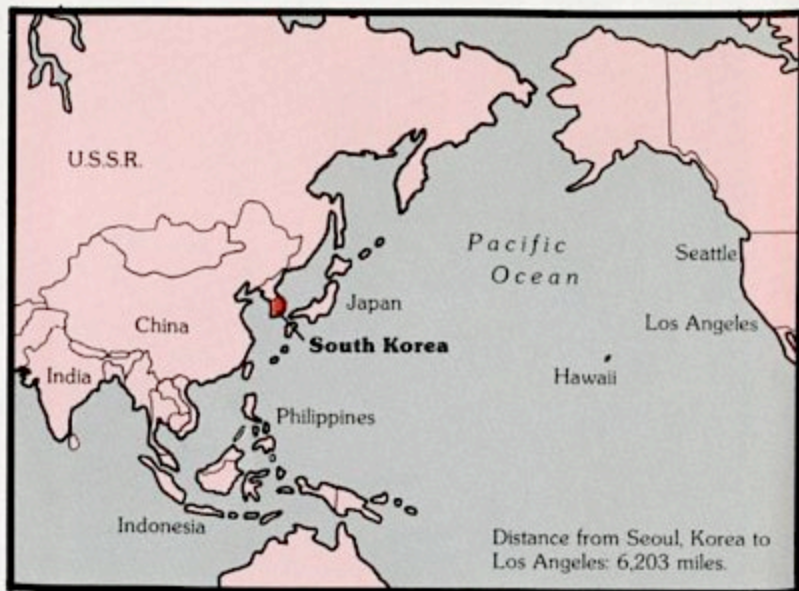 U.S.S.R.
Pacific
Ocean
Seattle
Japan
China
Los Angeles
South Korea
India
Hawaii
Philippines
Indonesia
Distance from Seoul, Korea to
Los Angeles: 6,203 miles.